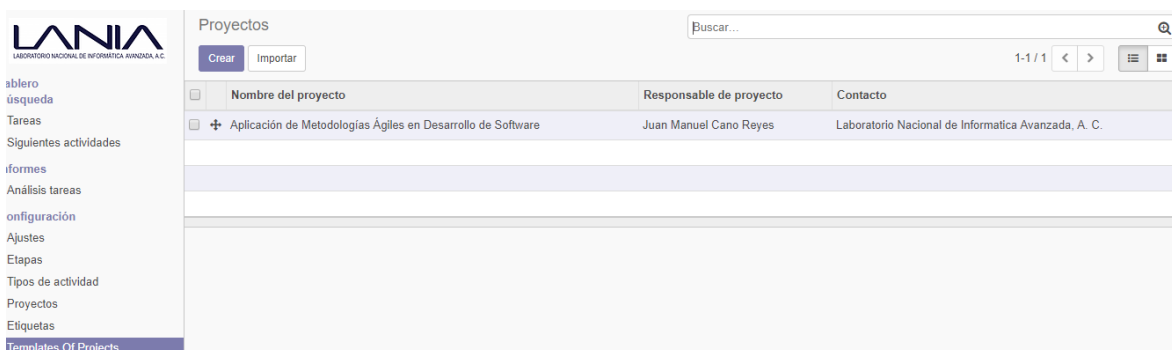 LANIA
LABORATORIO NACIONAL DE INFORMÁTICA AVANZADA, A.C.
ablero
úsqueda
Tareas
Siguientes actividades
nformes
Análisis tareas
onfiguración
Ajustes
Etapas
Tipos de actividad
Proyectos
Etiquetas
Templates Of Projects
Proyectos
Buscar...
Crear Importar
1-1 / 1
Nombre del proyecto Responsable de proyecto Contacto
Aplicación de Metodologías Ágiles en Desarrollo de Software Juan Manuel Cano Reyes Laboratorio Nacional de Informatica Avanzada, A. C.